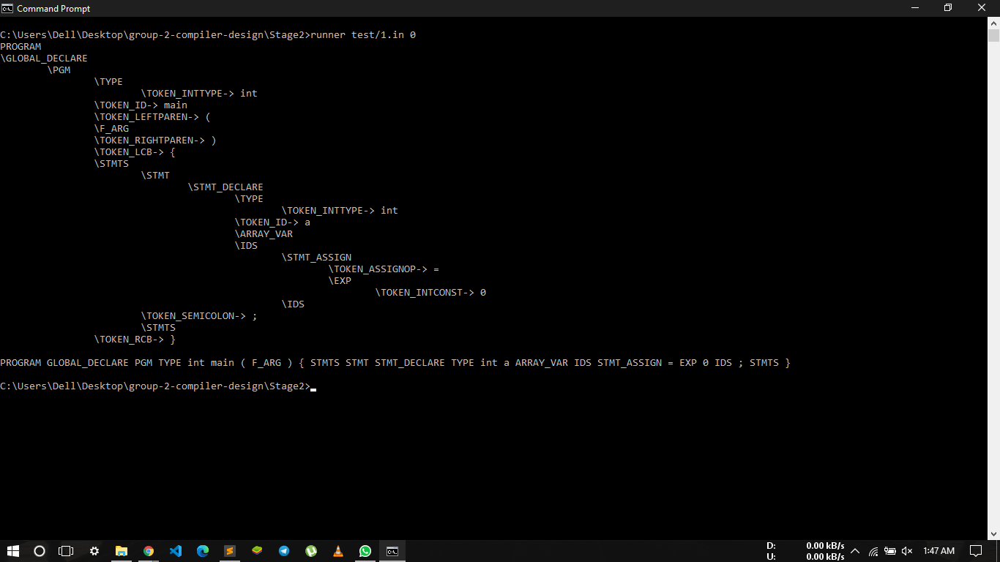 Command Prompt
C:\Users\Dell\Desktop\group-2-compiler-design\Stage2>runner test/1.in 0
PROGRAM
\GLOBAL_DECLARE
        \PGM
                \TYPE
                        \TOKEN_INTTYPE-> int
                \TOKEN_ID-> main
                \TOKEN_LEFTPAREN-> (
                \F_ARG
                \TOKEN_RIGHTPAREN-> )
                \TOKEN_LCB-> {
                \STMTS
                        \STMT
                                \STMT_DECLARE
                                        \TYPE
                                                \TOKEN_INTTYPE-> int
                                        \TOKEN_ID-> a
                                        \ARRAY_VAR
                                        \IDS
                                                \STMT_ASSIGN
                                                        \TOKEN_ASSIGNOP-> =
                                                        \EXP
                                                                \TOKEN_INTCONST-> 0
                                                \IDS
                        \TOKEN_SEMICOLON-> ;
                        \STMTS
                \TOKEN_RCB-> }
PROGRAM GLOBAL_DECLARE PGM TYPE int main ( F_ARG ) { STMTS STMT STMT_DECLARE TYPE int a ARRAY_VAR IDS STMT_ASSIGN = EXP 0 IDS ; STMTS }
C:\Users\Dell\Desktop\group-2-compiler-design\Stage2>
D: 0.00 kB/s
U: 0.00 kB/s
1:47 AM